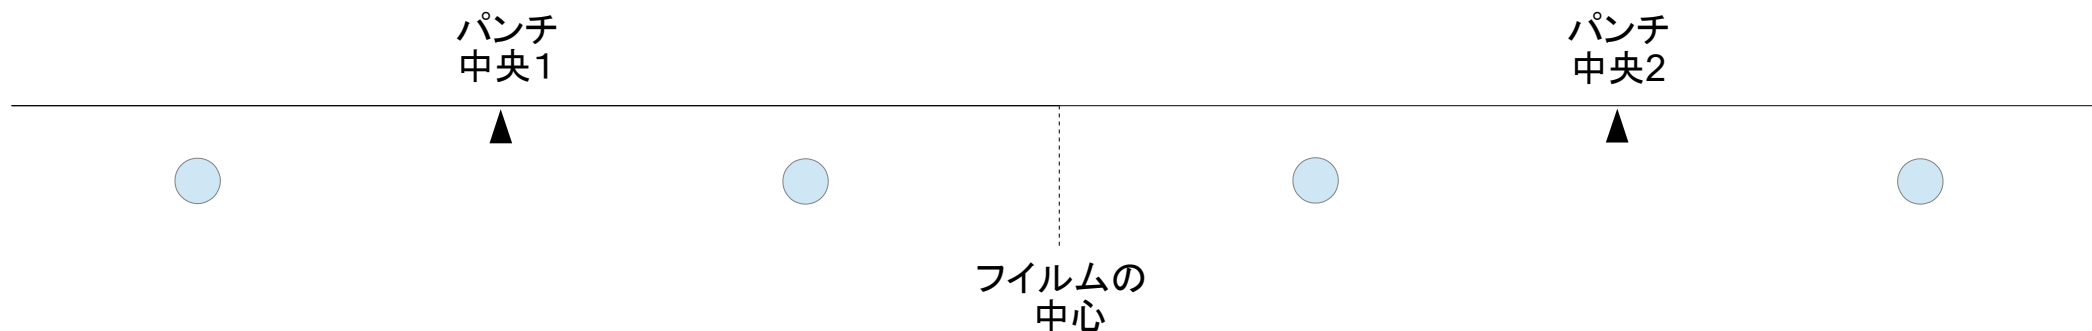 パンチ
中央1
パンチ
中央2
フイルムの
中心